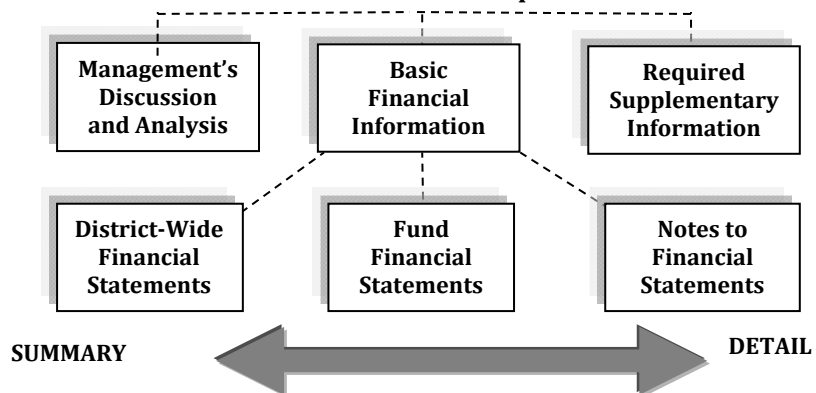 Management's
Discussion
and Analysis
Basic
Financial
Information
Required
Supplementary
Information
District-Wide
Financial
Statements
Fund
Financial
Statements
Notes to
Financial
Statements
SUMMARY
DETAIL